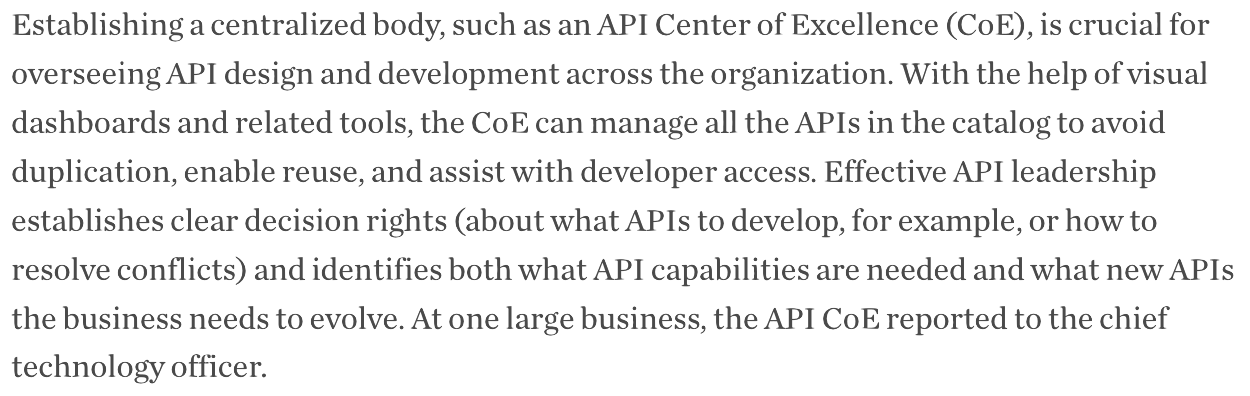 Establishing a centralized body, such as an API Center of Excellence (CoE), is crucial for
overseeing API design and development across the organization. With the help of visual
dashboards and related tools, the CoE can manage all the APIs in the catalog to avoid
duplication, enable reuse, and assist with developer access. Effective API leadership
establishes clear decision rights (about what APIs to develop, for example, or how to
resolve conflicts) and identifies both what API capabilities are needed and what new APIs
the business needs to evolve. At one large business, the API CoE reported to the chief
technology officer.